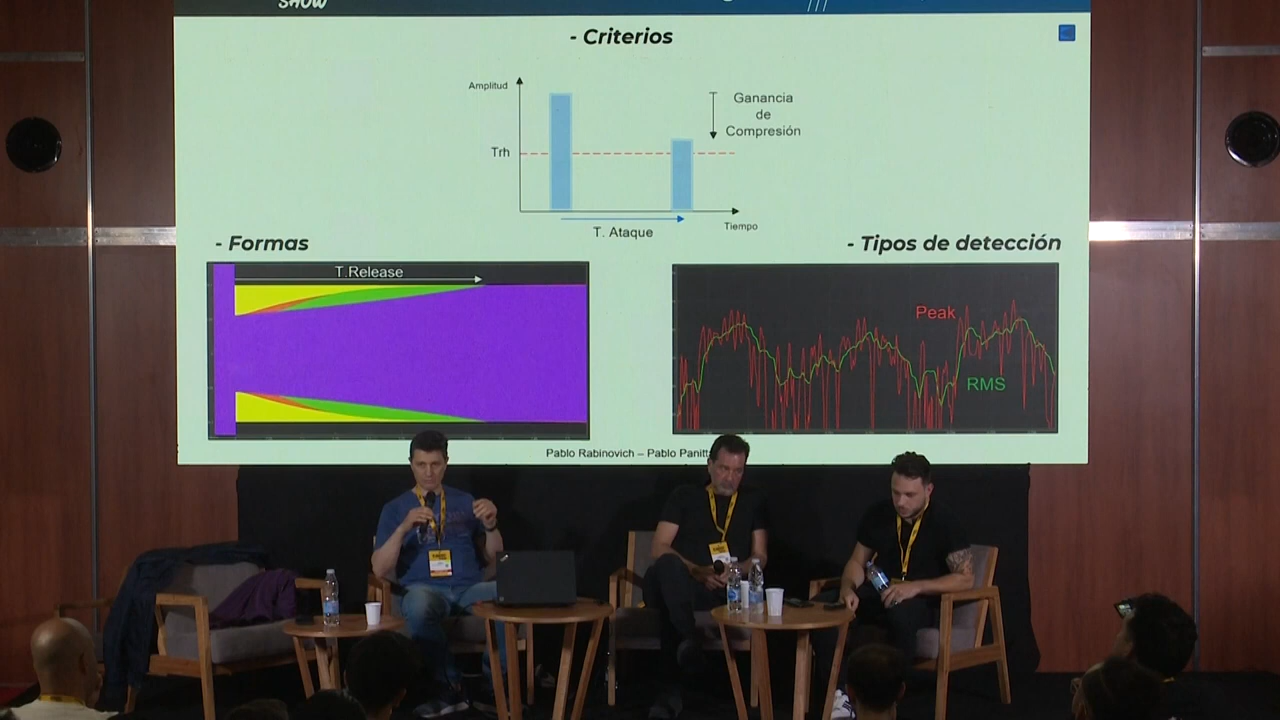 SHOW
- Criterios
Amplitud
Ganancia
de
Compresión
Trh
T. Ataque
Tiempo
- Formas
- Tipos de detección
T.Release
Peak
RMS
Pablo Rabinovich – Pablo Panitt